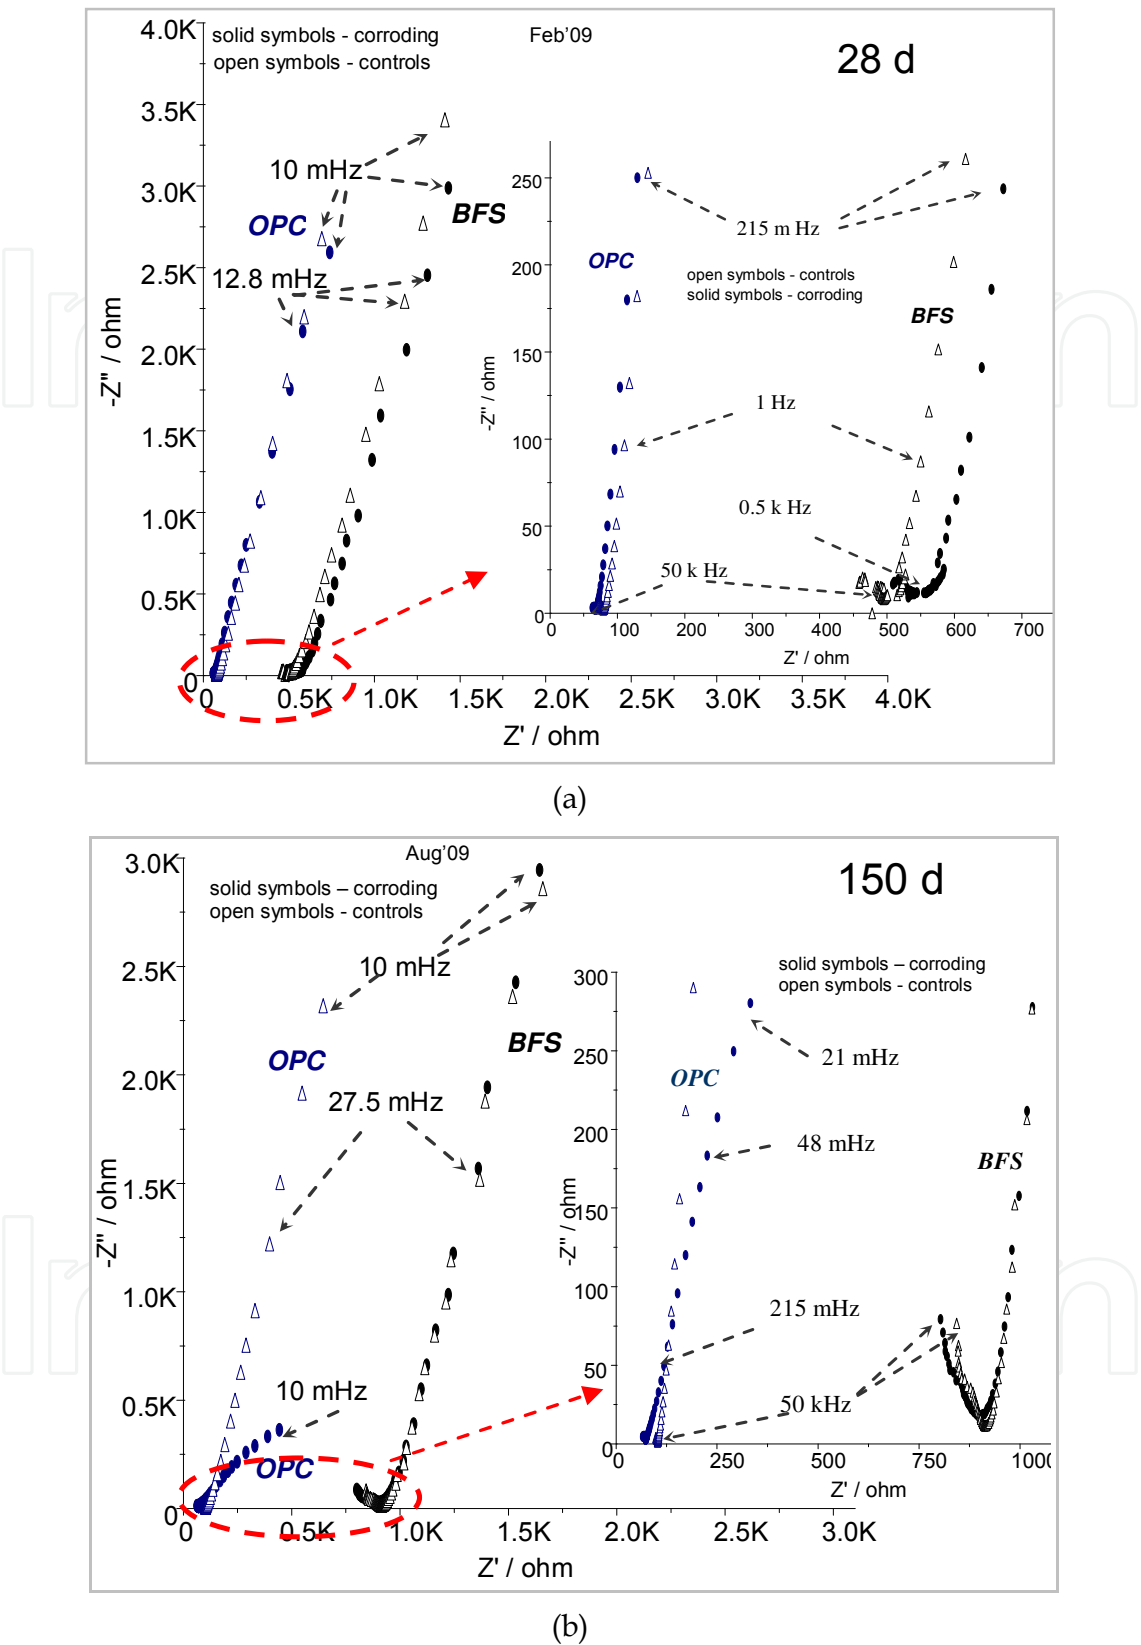 4.0K
solid symbols - corroding
Feb'09
28 d
open symbols - controls
3.5K
10 mHz
3.0K
BFS
OPC
2.5K
12.8 mHz
2.0K
-Z" / ohm
1.5K
1.0K
0.5K
0
0
0.5K
1.0K
1.5K
2.0K
2.5K
3.0K
3.5K
4.0K
Z' / ohm
250
215 m Hz
OPC
200
open symbols - controls
solid symbols - corroding
BFS
150
-Z" / ohm
1 Hz
100
0.5 k Hz
50
50 k Hz
0
0
100
200
300
400
500
600
700
Z' / ohm
(a)
Aug'09
3.0K
150 d
solid symbols – corroding
open symbols - controls
2.5K
10 mHz
BFS
OPC
2.0K
27.5 mHz
1.5K
-Z" / ohm
1.0K
10 mHz
0.5K
OPC
0
0
0.5K
1.0K
1.5K
2.0K
2.5K
3.0K
Z' / ohm
solid symbols – corroding
open symbols - controls
300
21 mHz
250
OPC
200
48 mHz
BFS
150
-Z" / ohm
215 mHz
100
50
50 kHz
0
0
250
500
750
1000
Z' / ohm
(b)